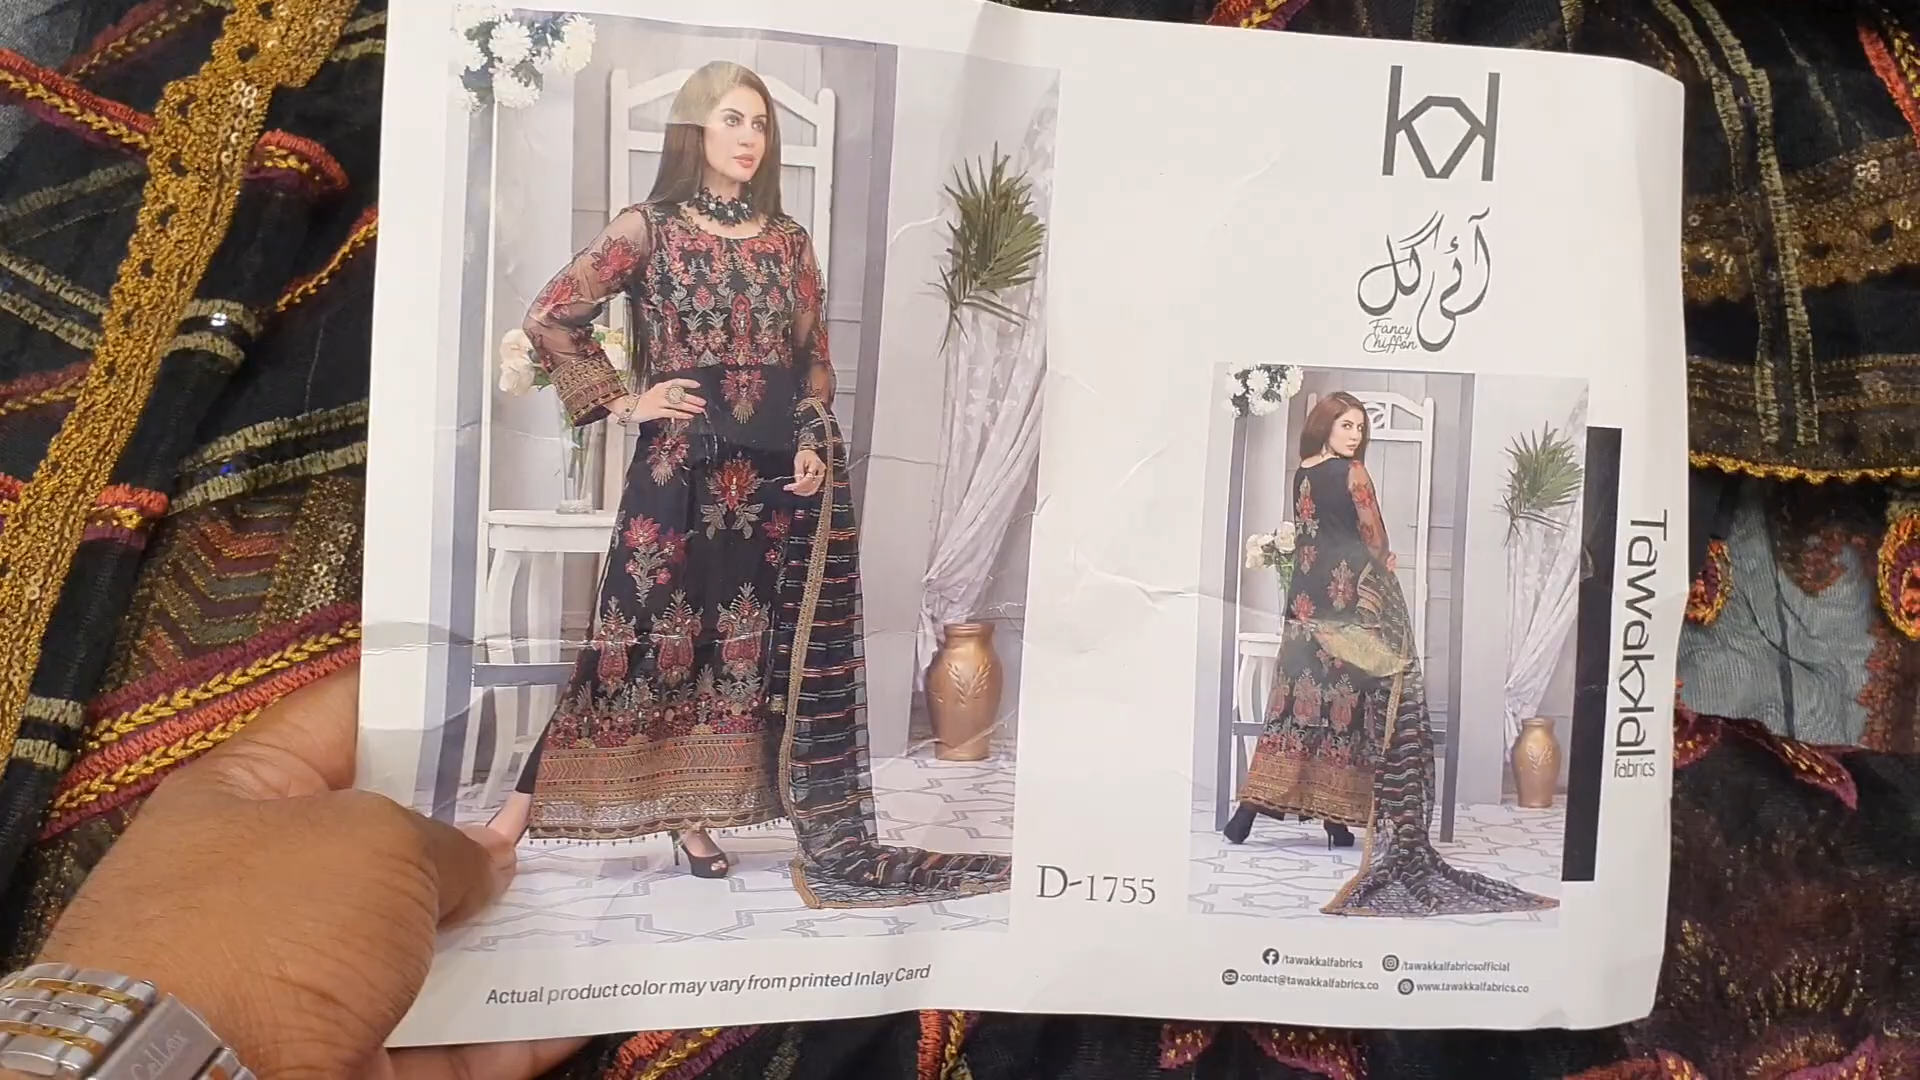 آئی گل
Fancy
Chiffon
Tawakkal
fabrics
D-1755
Actual product color may vary from printed Inlay Card
/tawakkalfabrics
/tawakkalfabricsofficial
contact@tawakkalfabrics.co
www.tawakkalfabrics.co